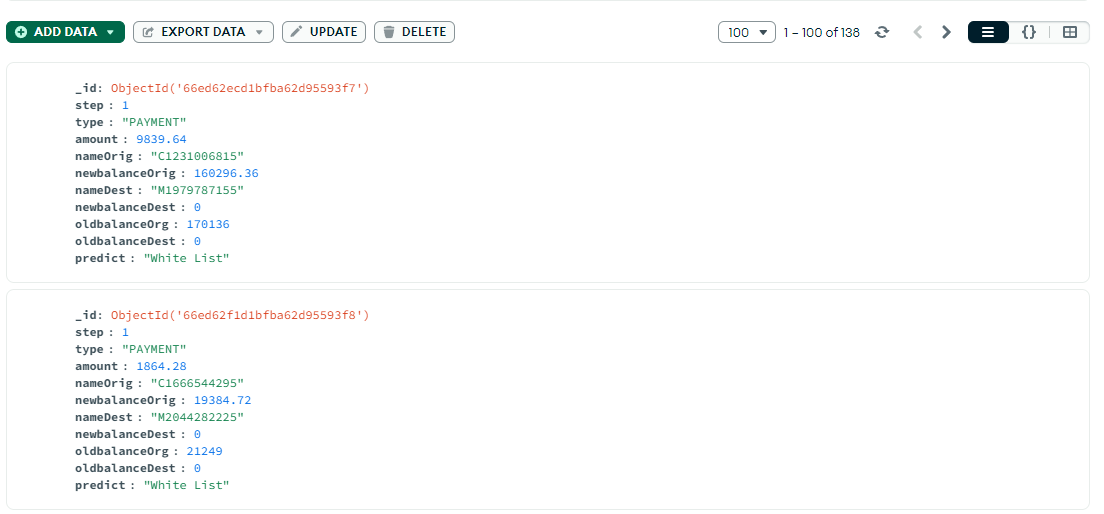 ADD DATA EXPORT DATA UPDATE DELETE 100 1 – 100 of 138 {}
_id: ObjectId('66ed62ecd1bfba62d95593f7')
step : 1
type : "PAYMENT"
amount : 9839.64
nameOrig : "C1231006815"
newbalanceOrig : 160296.36
nameDest : "M1979787155"
newbalanceDest : 0
oldbalanceOrg : 170136
oldbalanceDest : 0
predict : "White List"
_id: ObjectId('66ed62f1d1bfba62d95593f8')
step : 1
type : "PAYMENT"
amount : 1864.28
nameOrig : "C1666544295"
newbalanceOrig : 19384.72
nameDest : "M2044282225"
newbalanceDest : 0
oldbalanceOrg : 21249
oldbalanceDest : 0
predict : "White List"